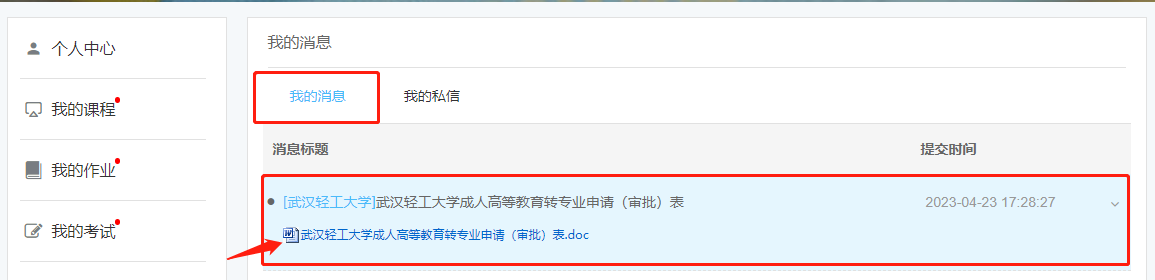 个人中心
我的课程
我的作业
我的考试
我的消息
我的消息 我的私信
消息标题 提交时间
[武汉轻工大学]武汉轻工大学成人高等教育转专业申请（审批）表 2023-04-23 17:28:27
武汉轻工大学成人高等教育转专业申请（审批）表.doc